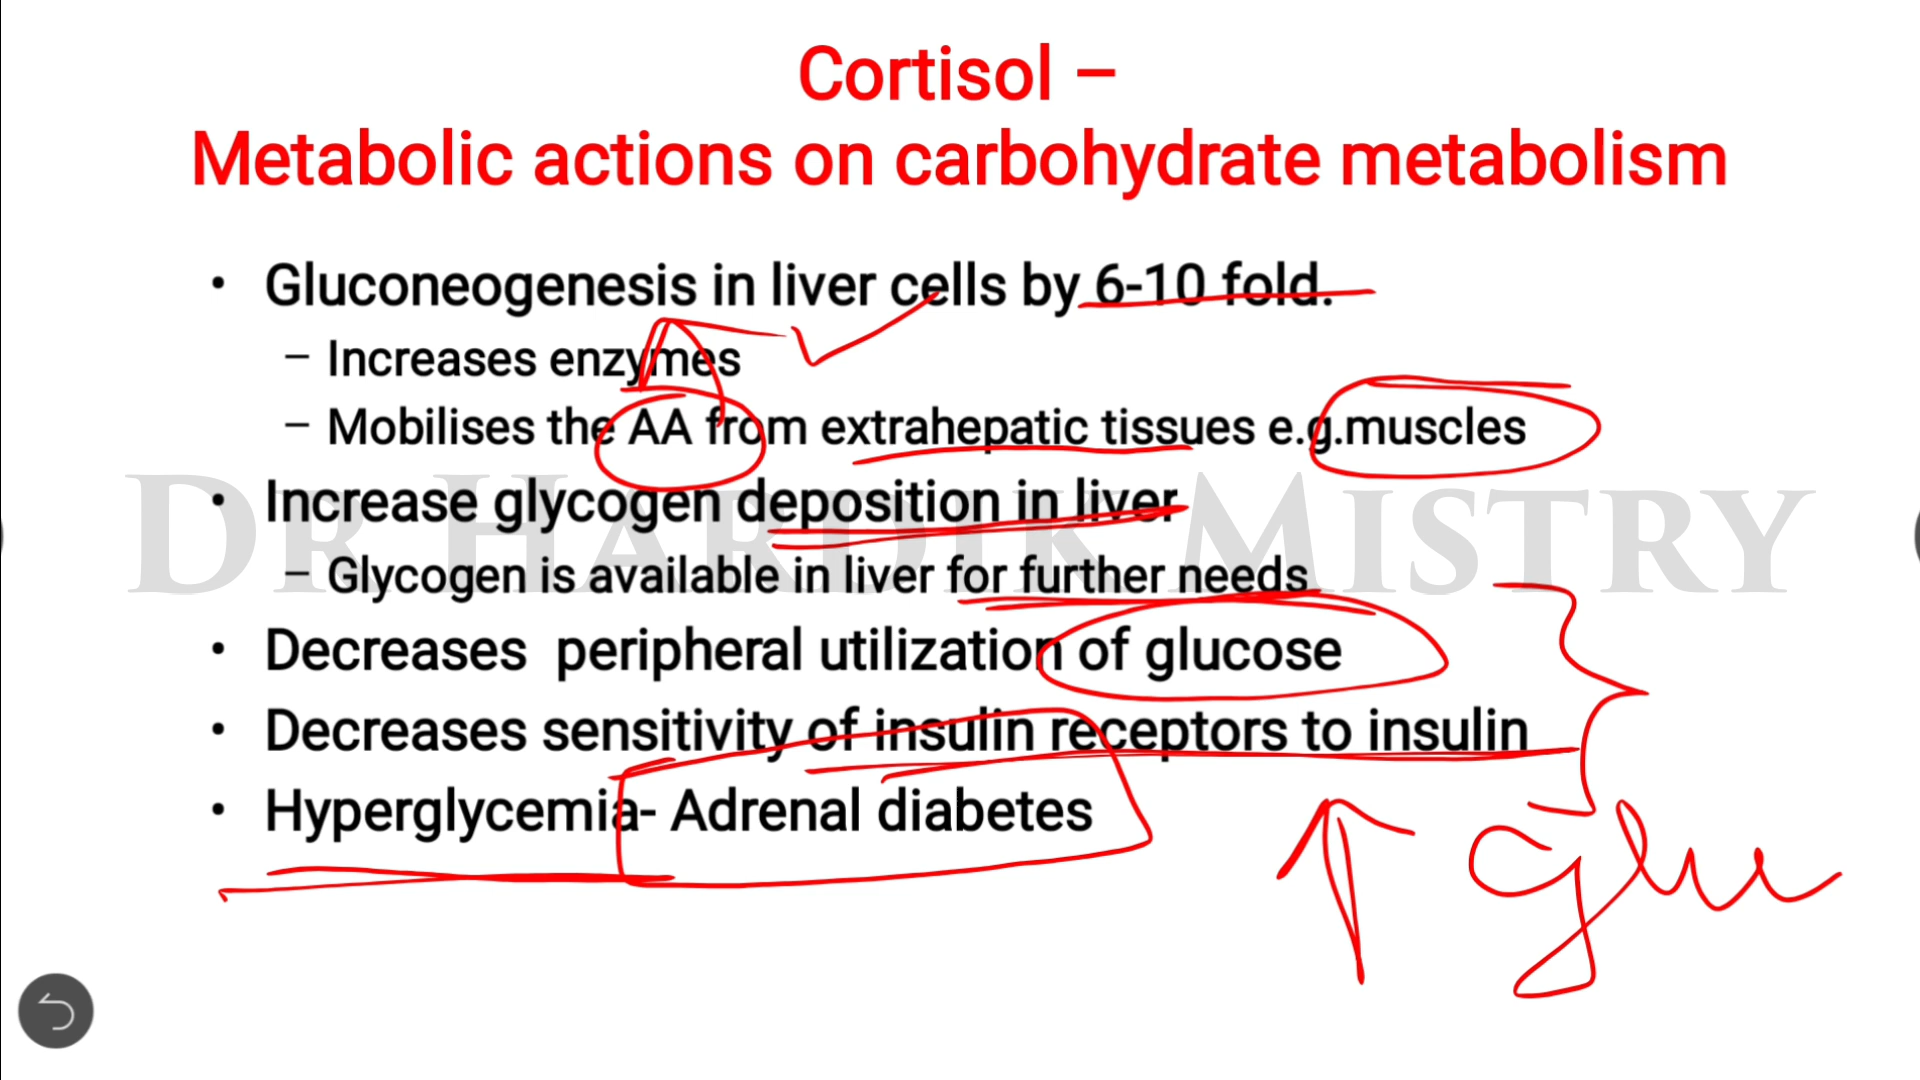 Cortisol –
Metabolic actions on carbohydrate metabolism
• Gluconeogenesis in liver cells by 6-10 fold.
– Increases enzymes
– Mobilises the AA from extrahepatic tissues e.g.muscles
• Increase glycogen deposition in liver
– Glycogen is available in liver for further needs
• Decreases peripheral utilization of glucose
• Decreases sensitivity of insulin receptors to insulin
• Hyperglycemia- Adrenal diabetes
↑ glu
DR HARDIK MISTRY